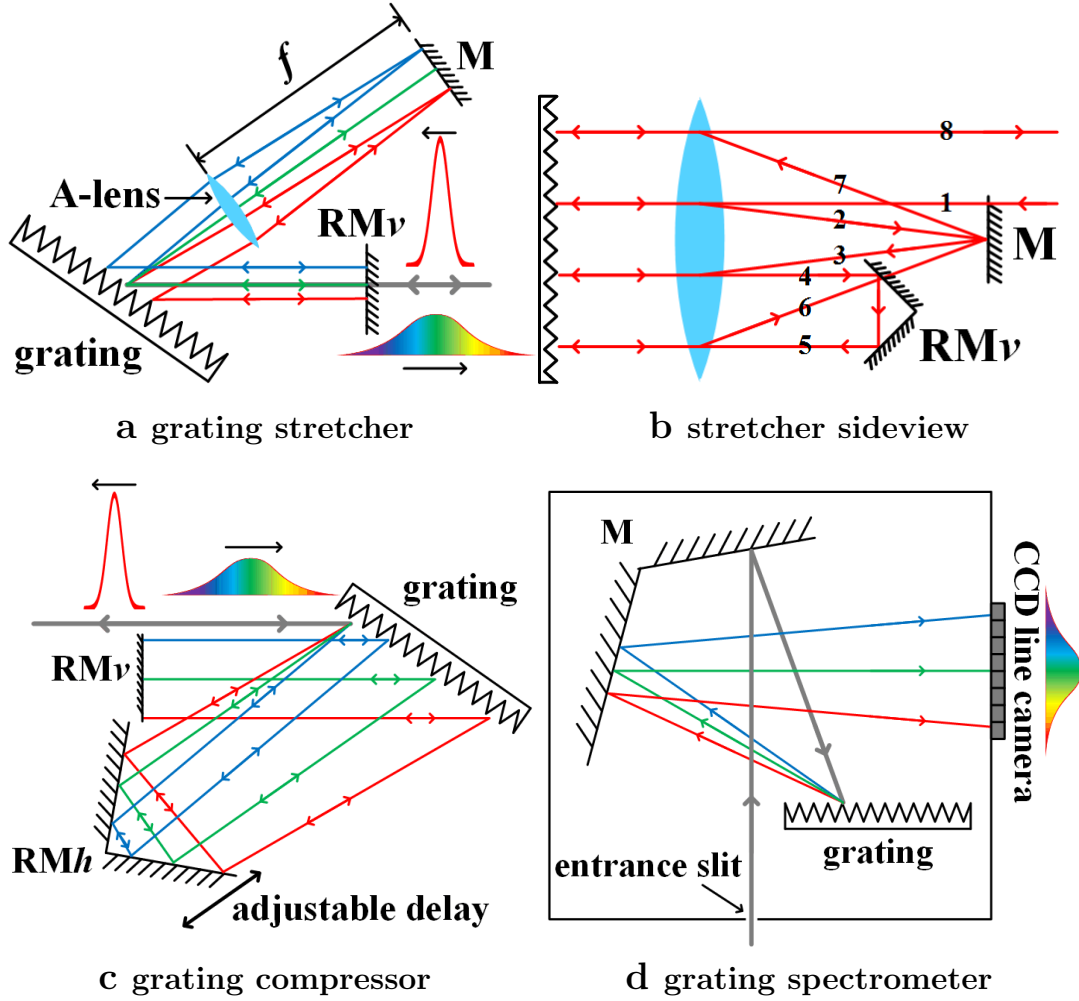 f
M
A-lens
RMv
grating
a grating stretcher
8
7
1
2
3
4
6
5
M
RMv
b stretcher sideview
grating
RMv
RMh
adjustable delay
c grating compressor
M
CCD line camera
grating
entrance slit
d grating spectrometer